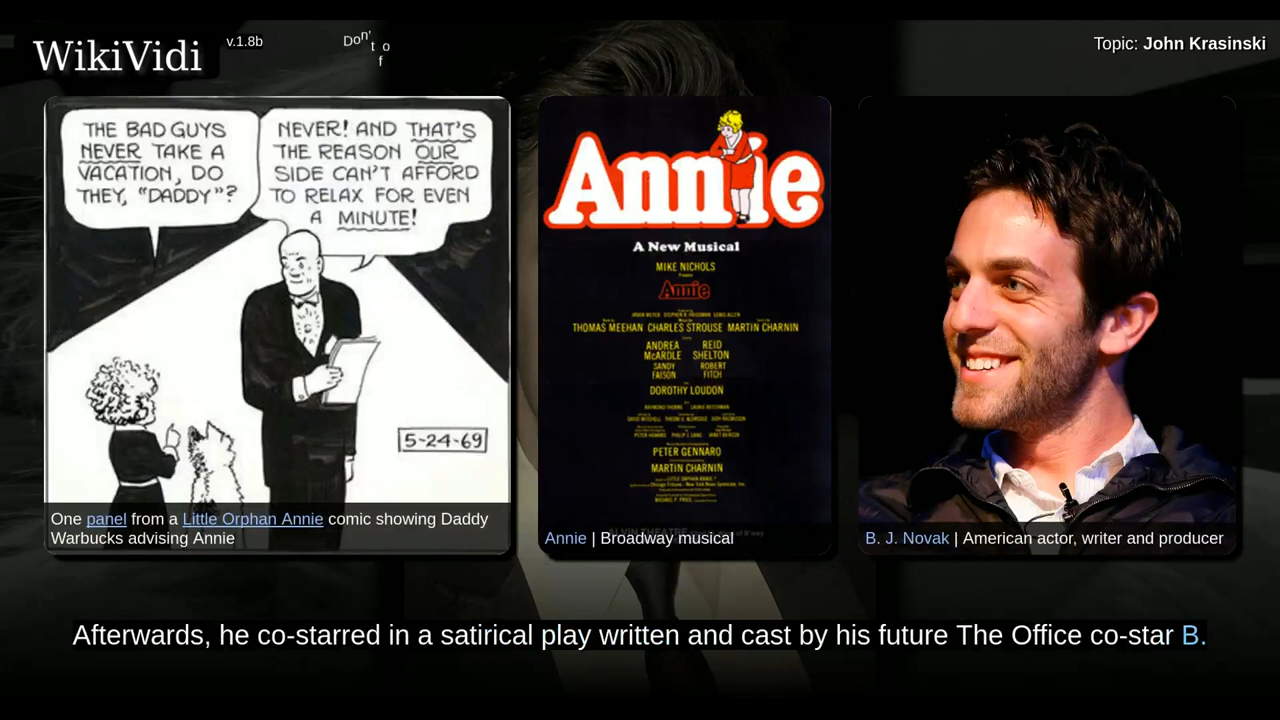 WikiVidi
v.1.8b
Don'
t o
f
Topic: John Krasinski
THE BAD GUYS
NEVER TAKE A
VACATION, DO
THEY, "DADDY"?
NEVER! AND THAT'S
THE REASON OUR
SIDE CAN'T AFFORD
TO RELAX FOR EVEN
A MINUTE!
5-24-69
One panel from a Little Orphan Annie comic showing Daddy
Warbucks advising Annie
Annie
A New Musical
MIKE NICHOLS
Presents
Annie
THOMAS MEEHAN CHARLES STROUSE MARTIN CHARNIN
ANDREA REID
McARDLE SHELTON
SANDY ROBERT
FAISON FITCH
DOROTHY LOUDON
PETER GENNARO
MARTIN CHARNIN
ALVIN THEATRE
Annie | Broadway musical
B. J. Novak | American actor, writer and producer
Afterwards, he co-starred in a satirical play written and cast by his future The Office co-star B.